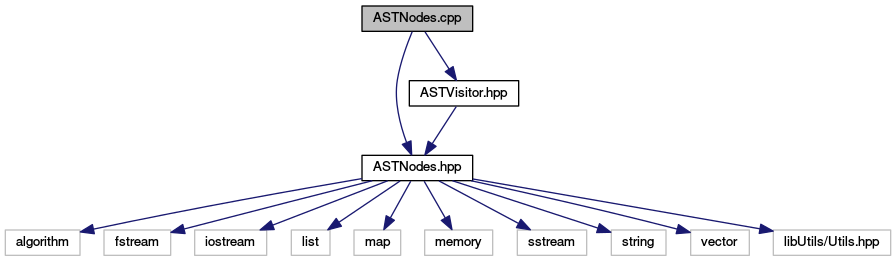 ASTNodes.cpp
ASTVisitor.hpp
ASTNodes.hpp
algorithm
fstream
iostream
list
map
memory
sstream
string
vector
libUtils/Utils.hpp